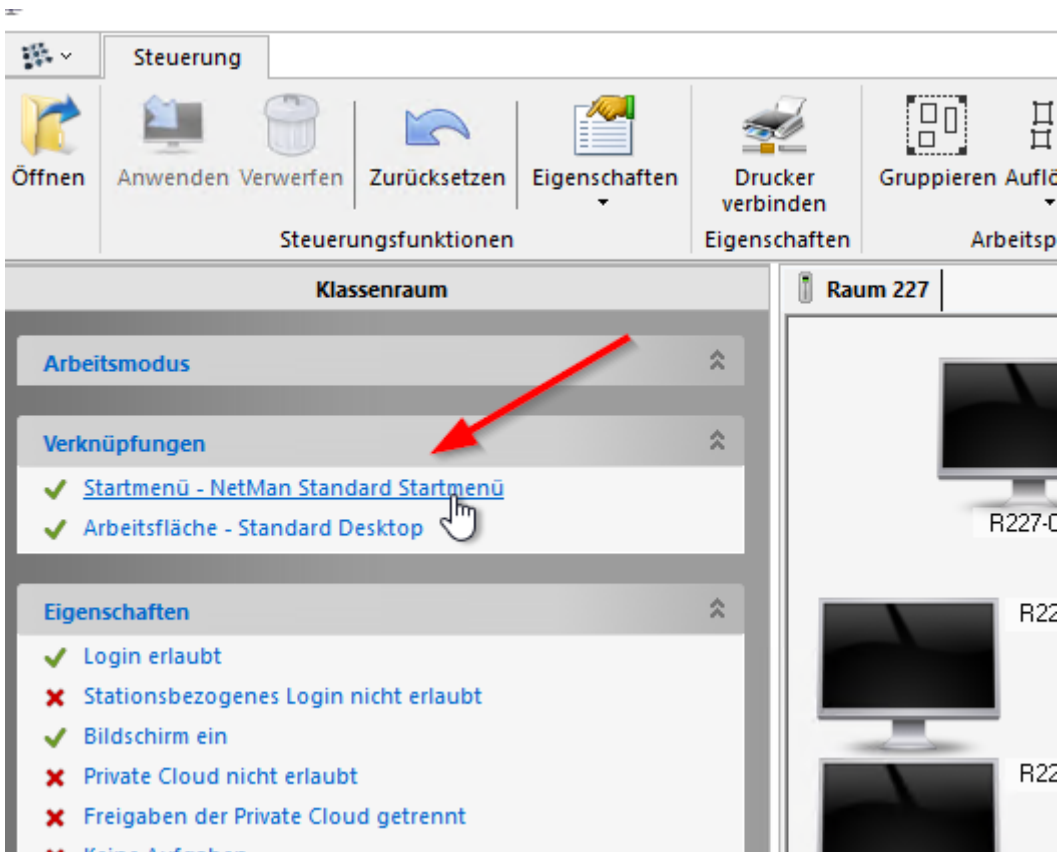 Steuerung
Öffnen
Anwenden
Verwerfen
Zurücksetzen
Eigenschaften
Drucker
verbinden
Gruppieren
Steuerungsfunktionen
Eigenschaften
Klassenraum
Raum 227
Arbeitsmodus
Verknüpfungen
Startmenü - NetMan Standard Startmenü
Arbeitsfläche - Standard Desktop
Eigenschaften
Login erlaubt
Stationsbezogenes Login nicht erlaubt
Bildschirm ein
Private Cloud nicht erlaubt
Freigaben der Private Cloud getrennt